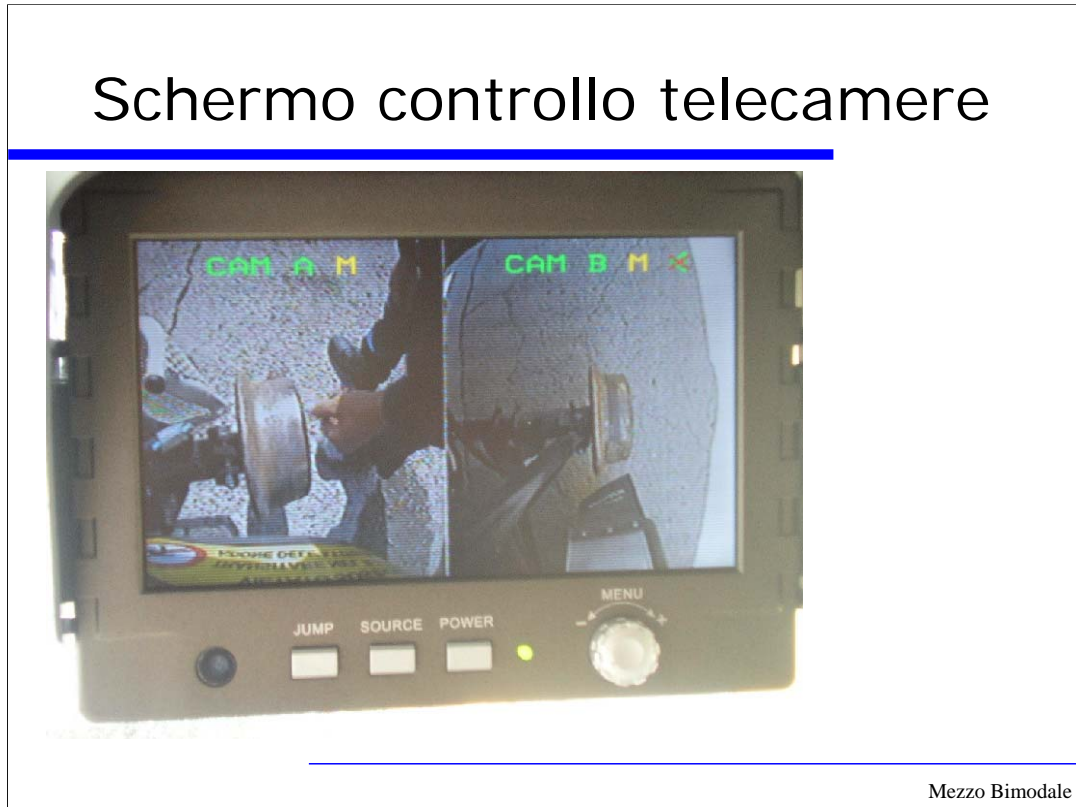 Schermo controllo telecamere
CAM A M
CAM B M
JUMP
SOURCE
POWER
MENU
- +
Mezzo Bimodale